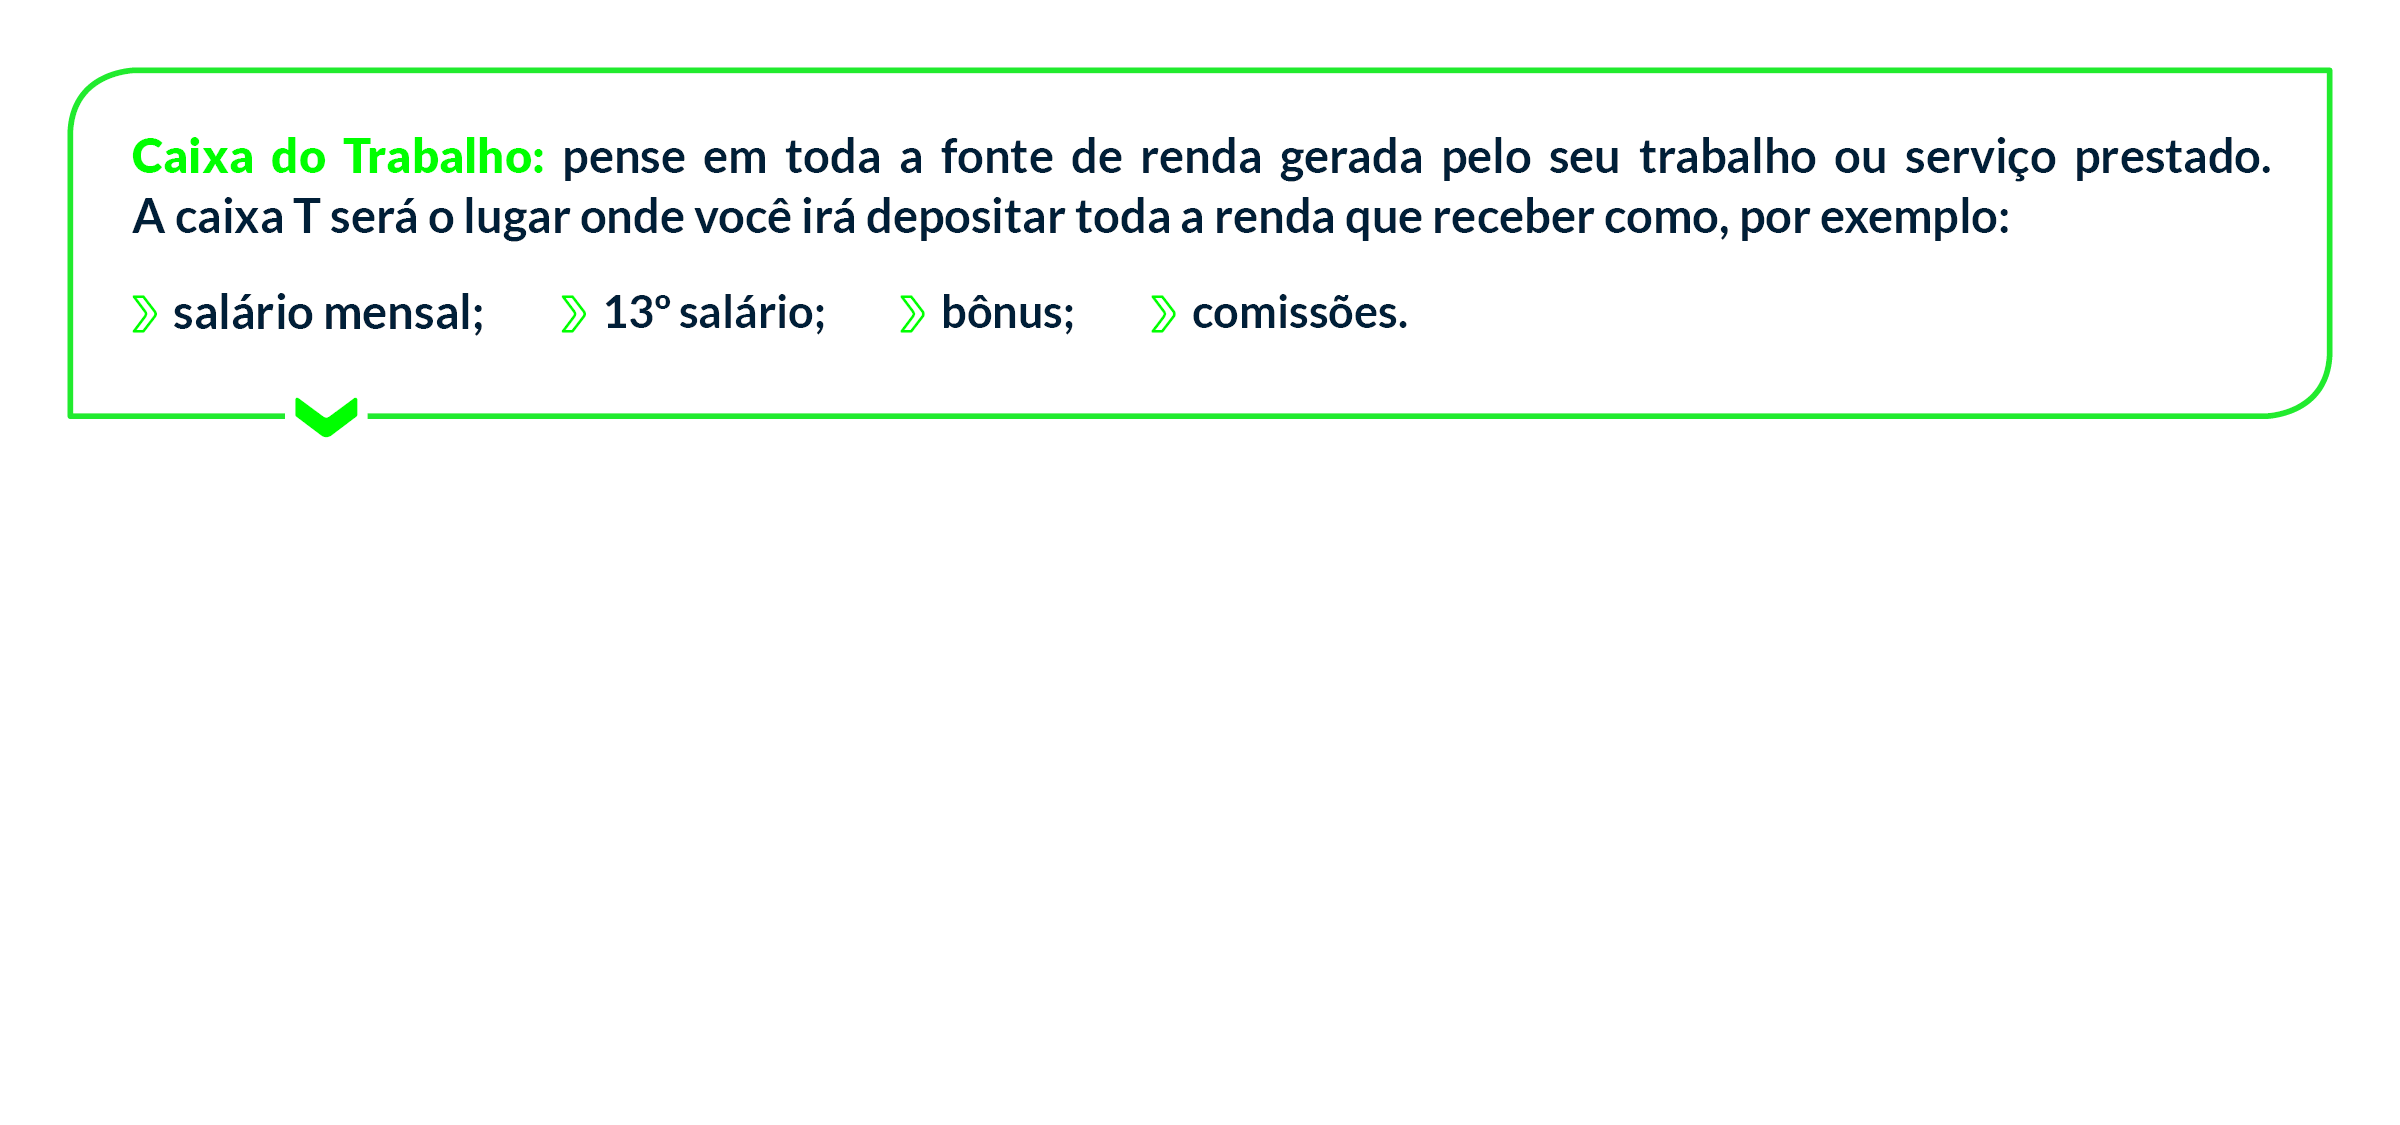 Caixa do Trabalho: pense em toda a fonte de renda gerada pelo seu trabalho ou serviço prestado.
A caixa T será o lugar onde você irá depositar toda a renda que receber como, por exemplo:
salário mensal; 13º salário; bônus; comissões.